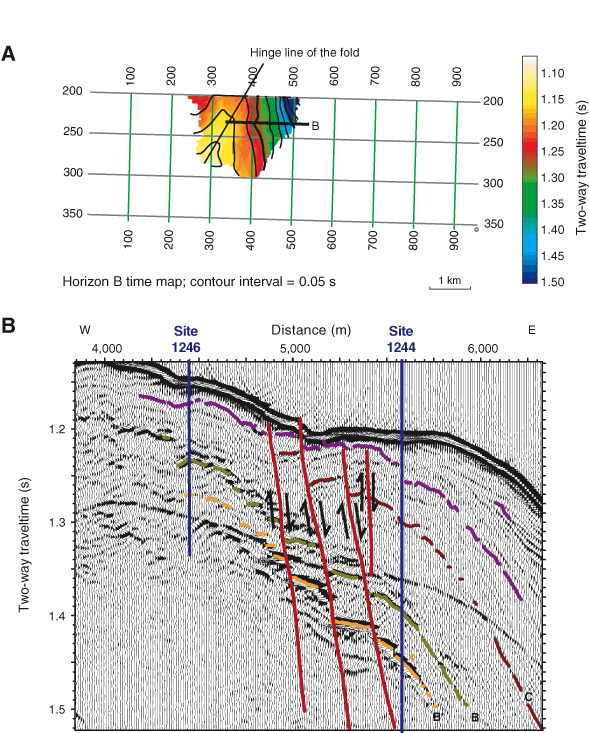 A
Hinge line of the fold
100 200 300 400 500 600 700 800 900
200 200
250 B 250
300 300
350 350
100 200 300 400 500 600 700 800 900
1.10
1.15
1.20
1.25
1.30
1.35
1.40
1.45
1.50
Two-way traveltime (s)
Horizon B time map; contour interval = 0.05 s
1 km
B
W Site Distance (m) Site E
1246 1244
4,000 5,000 6,000
1.2
1.3
1.4
1.5
Two-way traveltime (s)
C
B' B